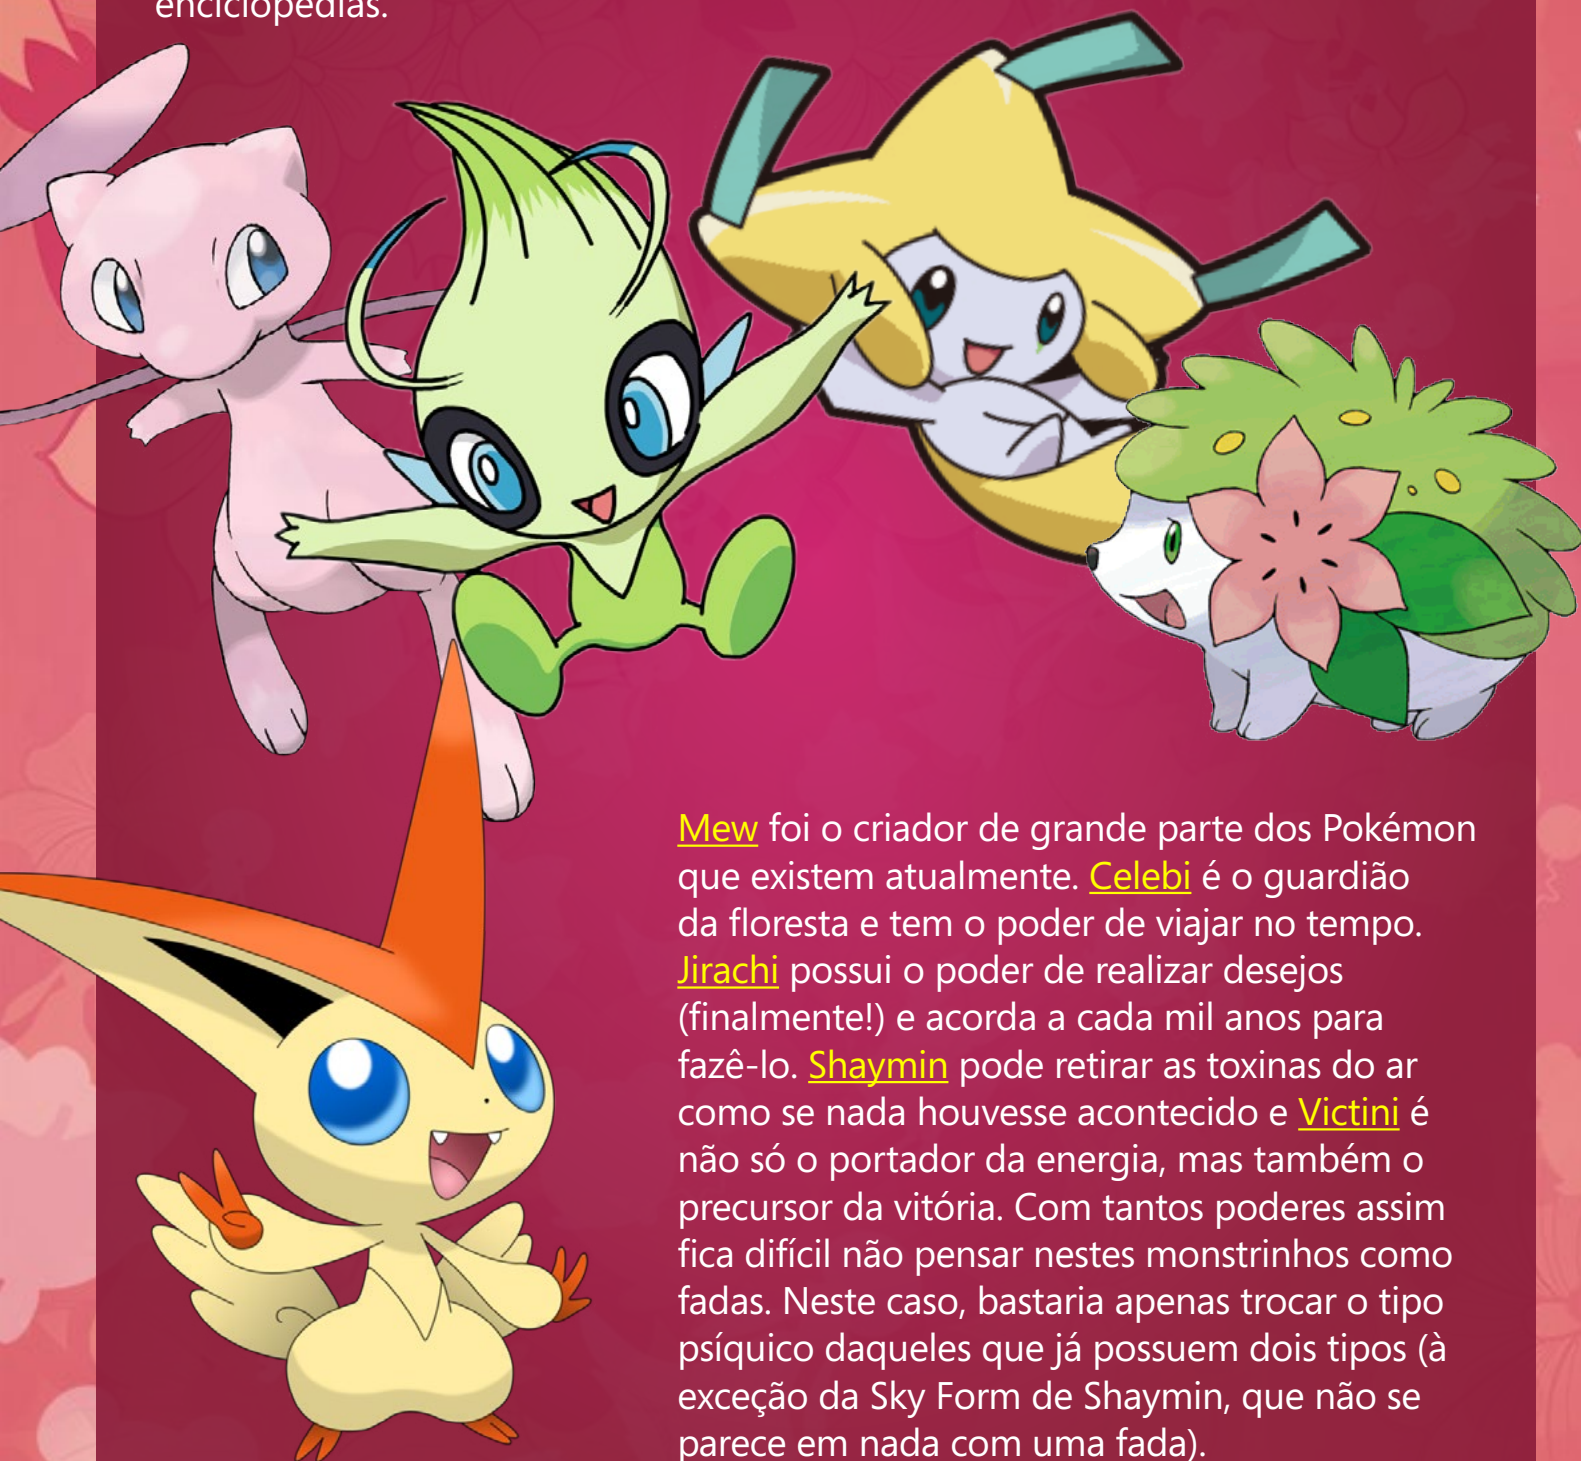 enciclopédias.
Mew foi o criador de grande parte dos Pokémon
que existem atualmente. Celebi é o guardião
da floresta e tem o poder de viajar no tempo.
Jirachi possui o poder de realizar desejos
(finalmente!) e acorda a cada mil anos para
fazê-lo. Shaymin pode retirar as toxinas do ar
como se nada houvesse acontecido e Victini é
não só o portador da energia, mas também o
precursor da vitória. Com tantos poderes assim
fica difícil não pensar nestes monstrinhos como
fadas. Neste caso, bastaria apenas trocar o tipo
psíquico daqueles que já possuem dois tipos (à
exceção da Sky Form de Shaymin, que não se
parece em nada com uma fada).